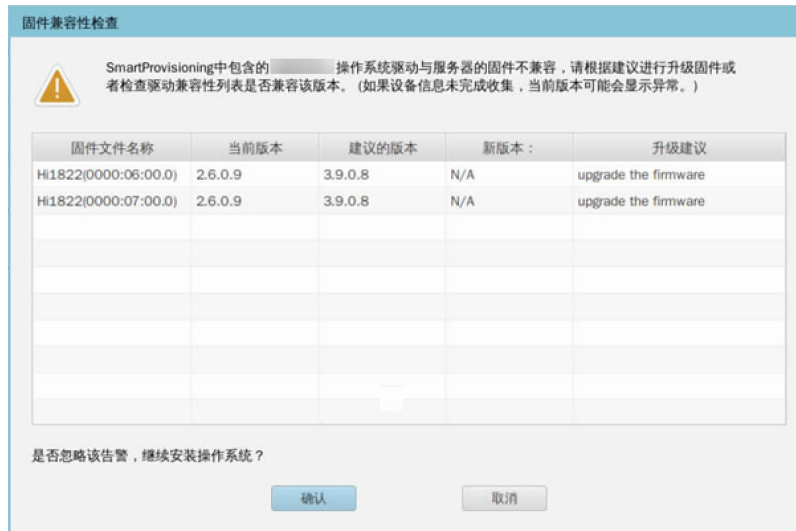 固件兼容性检查
SmartProvisioning中包含的 操作系统驱动与服务器的固件不兼容，请根据建议进行升级固件或
者检查驱动兼容性列表是否兼容该版本。(如果设备信息未完成收集，当前版本可能会显示异常。)
固件文件名称 当前版本 建议的版本 新版本： 升级建议
Hi1822(0000:06:00.0) 2.6.0.9 3.9.0.8 N/A upgrade the firmware
Hi1822(0000:07:00.0) 2.6.0.9 3.9.0.8 N/A upgrade the firmware
是否忽略该告警，继续安装操作系统？
确认 取消